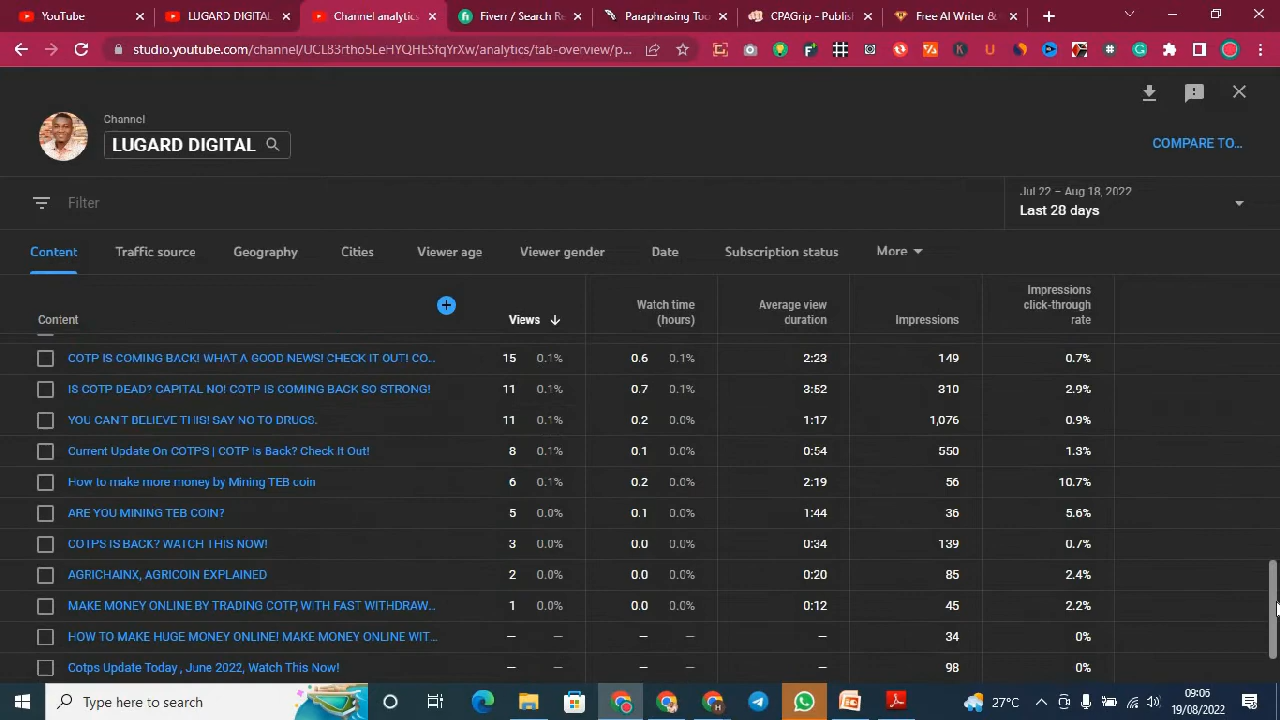 YouTube
LUGARD DIGITAL
Channel analytics
Fiverr / Search Re
Paraphrasing Too
CPAGrip - Publish
Free AI Writer &
studio.youtube.com/channel/UCLB3rtho5LeHYQHESfqYrXw/analytics/tab-overview/p...
Channel
LUGARD DIGITAL
COMPARE TO...
Filter
Jul 22 – Aug 18, 2022
Last 28 days
Content Traffic source Geography Cities Viewer age Viewer gender Date Subscription status More
Content Views Watch time (hours) Average view duration Impressions Impressions click-through rate
COTP IS COMING BACK! WHAT A GOOD NEWS! CHECK IT OUT! CO... 15 0.1% 0.6 0.1% 2:23 149 0.7%
IS COTP DEAD? CAPITAL NO! COTP IS COMING BACK SO STRONG! 11 0.1% 0.7 0.1% 3:52 310 2.9%
YOU CAN'T BELIEVE THIS! SAY NO TO DRUGS. 11 0.1% 0.2 0.0% 1:17 1,076 0.9%
Current Update On COTPS | COTP Is Back? Check It Out! 8 0.1% 0.1 0.0% 0:54 550 1.3%
How to make more money by Mining TEB coin 6 0.1% 0.2 0.0% 2:19 56 10.7%
ARE YOU MINING TEB COIN? 5 0.0% 0.1 0.0% 1:44 36 5.6%
COTPS IS BACK? WATCH THIS NOW! 3 0.0% 0.0 0.0% 0:34 139 0.7%
AGRICHAINX, AGRICOIN EXPLAINED 2 0.0% 0.0 0.0% 0:20 85 2.4%
MAKE MONEY ONLINE BY TRADING COTP, WITH FAST WITHDRAW... 1 0.0% 0.0 0.0% 0:12 45 2.2%
HOW TO MAKE HUGE MONEY ONLINE! MAKE MONEY ONLINE WIT... – – – – – 34 0%
Cotps Update Today , June 2022, Watch This Now! – – – – – 98 0%
Type here to search
27°C
09:05
19/08/2022